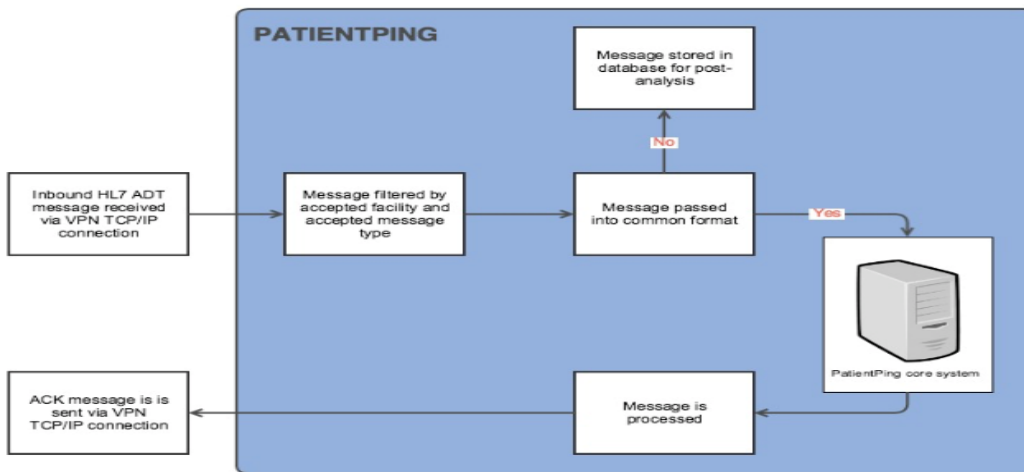 PATIENTPING
Message stored in
database for post-
analysis
No
Inbound HL7 ADT
message received
via VPN TCP/IP
connection
Message filtered by
accepted facility and
accepted message
type
Message passed
into common format
Yes
PatientPing core system
ACK message is is
sent via VPN
TCP/IP connection
Message is
processed